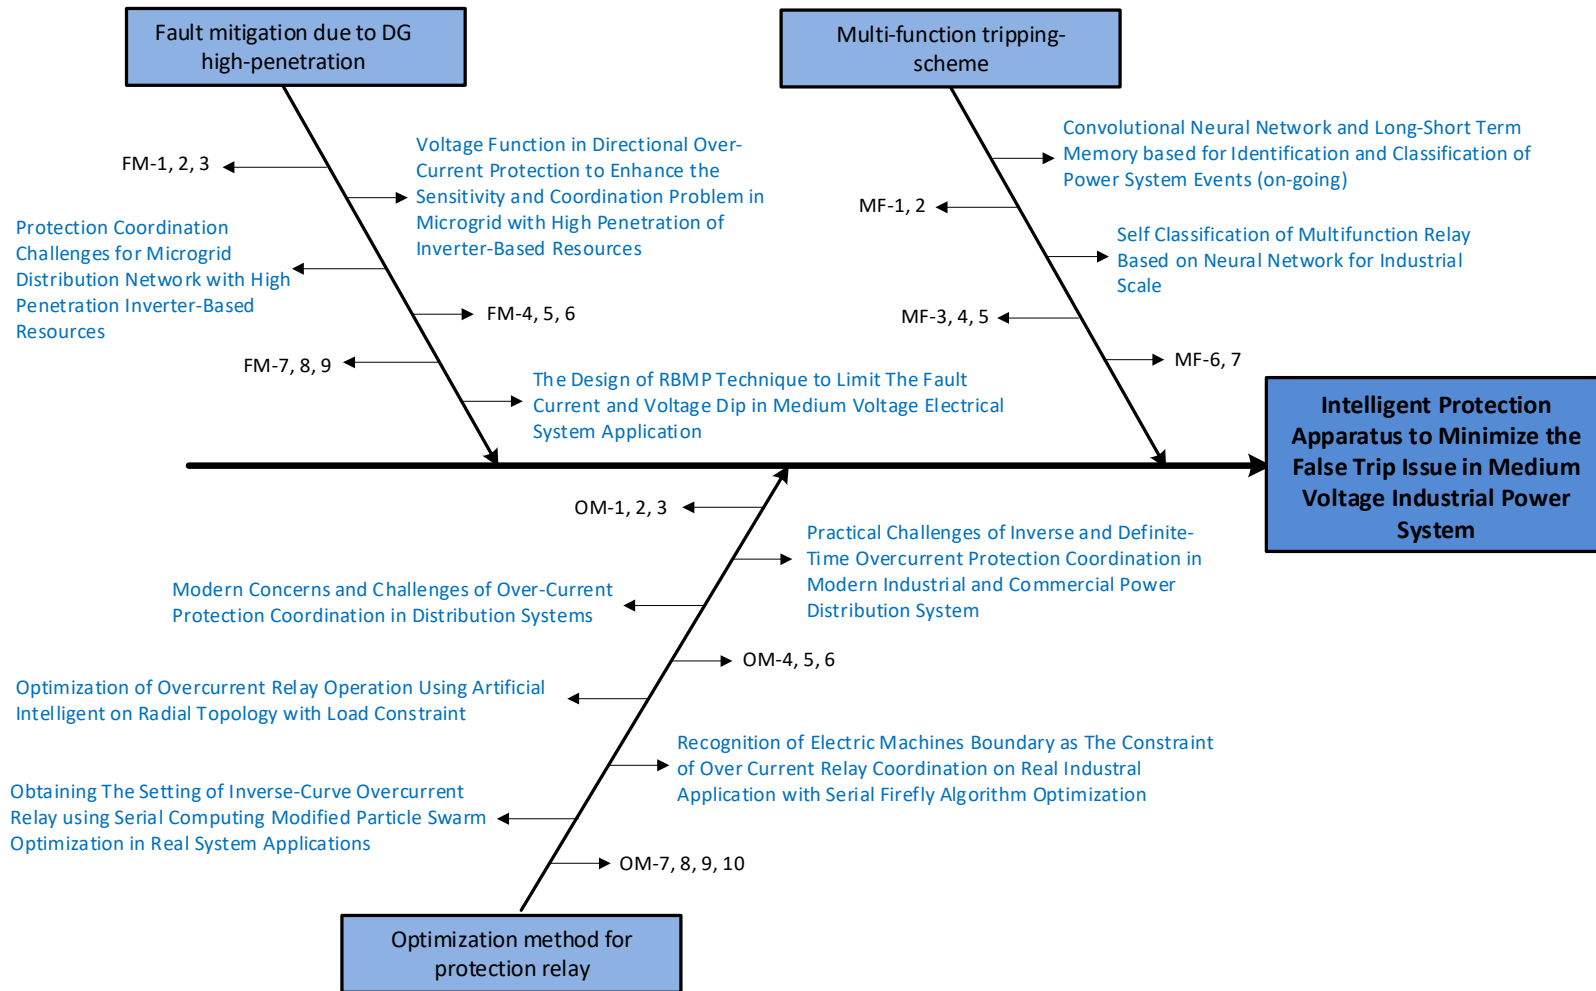 Fault mitigation due to DG
high-penetration
Multi-function tripping-
scheme
FM-1, 2, 3
Voltage Function in Directional Over-
Current Protection to Enhance the
Sensitivity and Coordination Problem in
Microgrid with High Penetration of
Inverter-Based Resources
Protection Coordination
Challenges for Microgrid
Distribution Network with High
Penetration Inverter-Based
Resources
FM-4, 5, 6
FM-7, 8, 9
The Design of RBMP Technique to Limit The Fault
Current and Voltage Dip in Medium Voltage Electrical
System Application
Convolutional Neural Network and Long-Short Term
Memory based for Identification and Classification of
Power System Events (on-going)
MF-1, 2
Self Classification of Multifunction Relay
Based on Neural Network for Industrial
Scale
MF-3, 4, 5
MF-6, 7
Intelligent Protection
Apparatus to Minimize the
False Trip Issue in Medium
Voltage Industrial Power
System
OM-1, 2, 3
Practical Challenges of Inverse and Definite-
Time Overcurrent Protection Coordination in
Modern Industrial and Commercial Power
Distribution System
Modern Concerns and Challenges of Over-Current
Protection Coordination in Distribution Systems
OM-4, 5, 6
Optimization of Overcurrent Relay Operation Using Artificial
Intelligent on Radial Topology with Load Constraint
Recognition of Electric Machines Boundary as The Constraint
of Over Current Relay Coordination on Real Industral
Application with Serial Firefly Algorithm Optimization
Obtaining The Setting of Inverse-Curve Overcurrent
Relay using Serial Computing Modified Particle Swarm
Optimization in Real System Applications
OM-7, 8, 9, 10
Optimization method for
protection relay